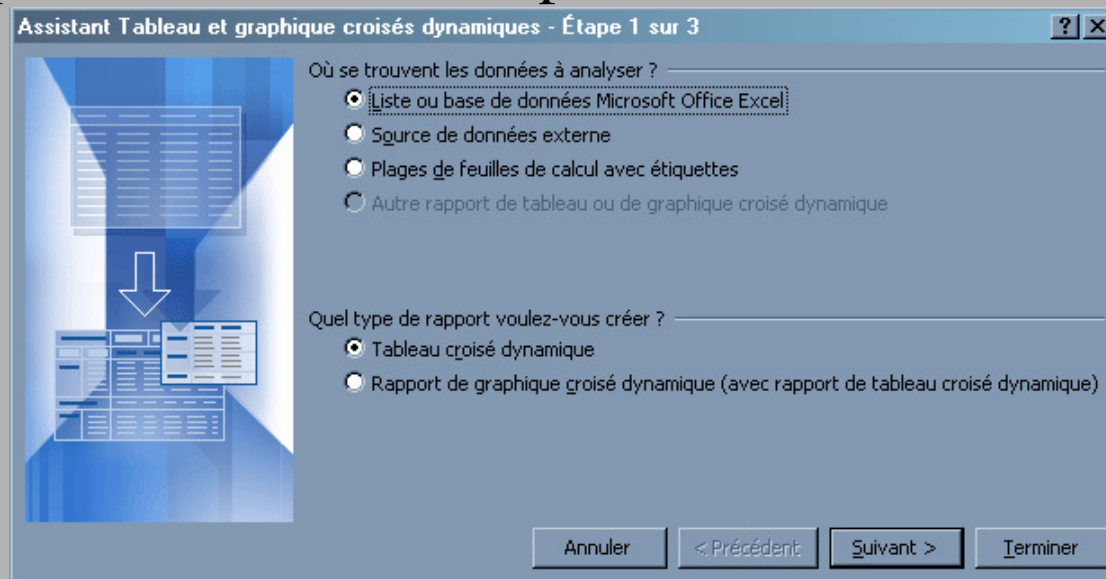 Assistant Tableau et graphique croisés dynamiques - Étape 1 sur 3
Où se trouvent les données à analyser ?
Liste ou base de données Microsoft Office Excel
Source de données externe
Plages de feuilles de calcul avec étiquettes
Autre rapport de tableau ou de graphique croisé dynamique
Quel type de rapport voulez-vous créer ?
Tableau croisé dynamique
Rapport de graphique croisé dynamique (avec rapport de tableau croisé dynamique)
Annuler < Précédent Suivant > Terminer